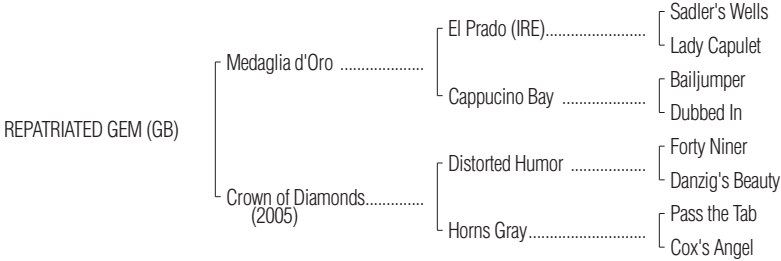 Sadler's Wells
El Prado (IRE)........................
Lady Capulet
Medaglia d'Oro ....................
Bailjumper
Cappucino Bay ....................
Dubbed In
REPATRIATED GEM (GB)
Forty Niner
Distorted Humor ..................
Danzig's Beauty
Crown of Diamonds..............
(2005)
Pass the Tab
Horns Gray............................
Cox's Angel